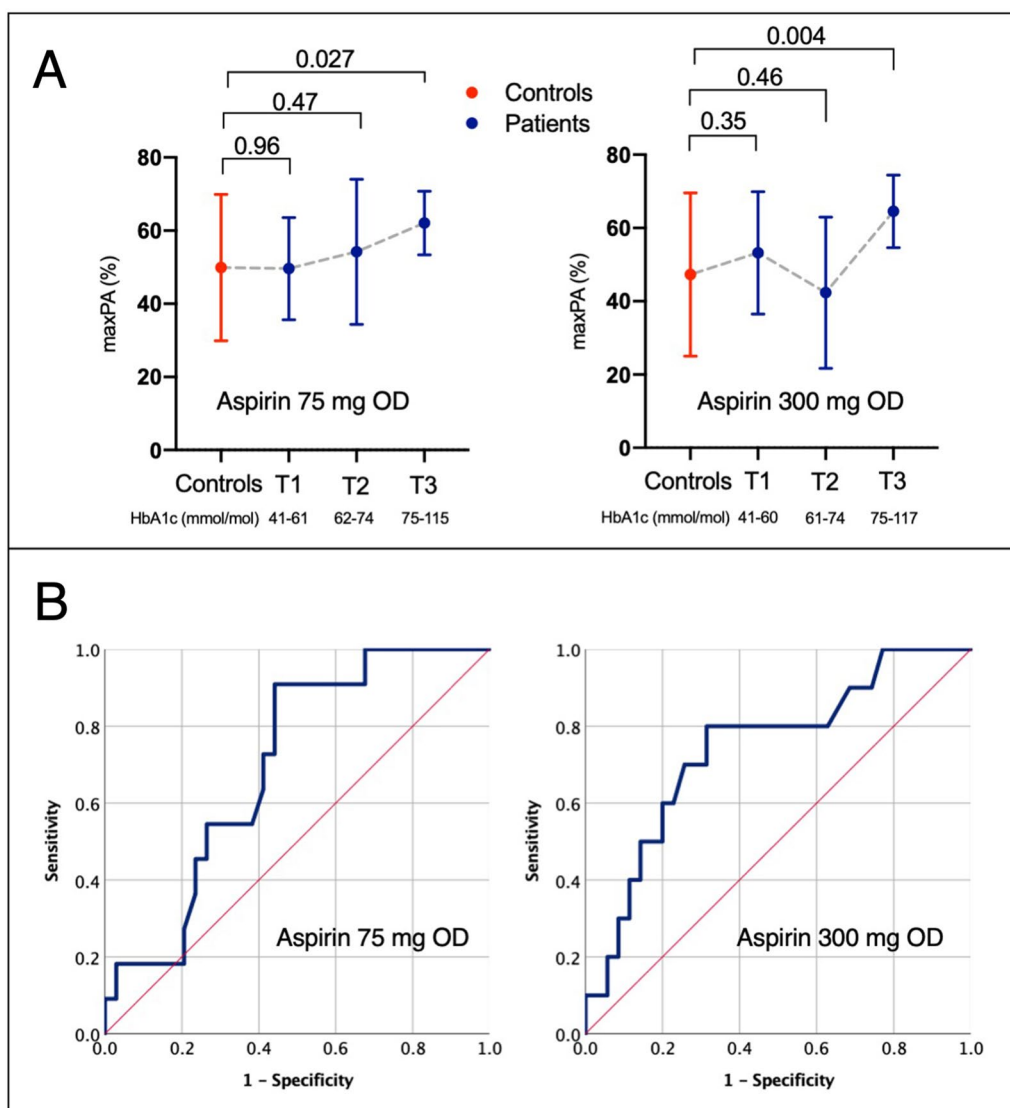 A
0.027
0.47
0.96
Controls
Patients
0.004
0.46
0.35
80
60
40
20
0
maxPA (%)
Aspirin 75 mg OD
Controls T1 T2 T3
HbA1c (mmol/mol) 41-61 62-74 75-115
80
60
40
20
0
maxPA (%)
Aspirin 300 mg OD
Controls T1 T2 T3
HbA1c (mmol/mol) 41-60 61-74 75-117
B
1.0
0.8
0.6
0.4
0.2
0.0
Sensitivity
Aspirin 75 mg OD
0.0 0.2 0.4 0.6 0.8 1.0
1 – Specificity
1.0
0.8
0.6
0.4
0.2
0.0
Sensitivity
Aspirin 300 mg OD
0.0 0.2 0.4 0.6 0.8 1.0
1 – Specificity